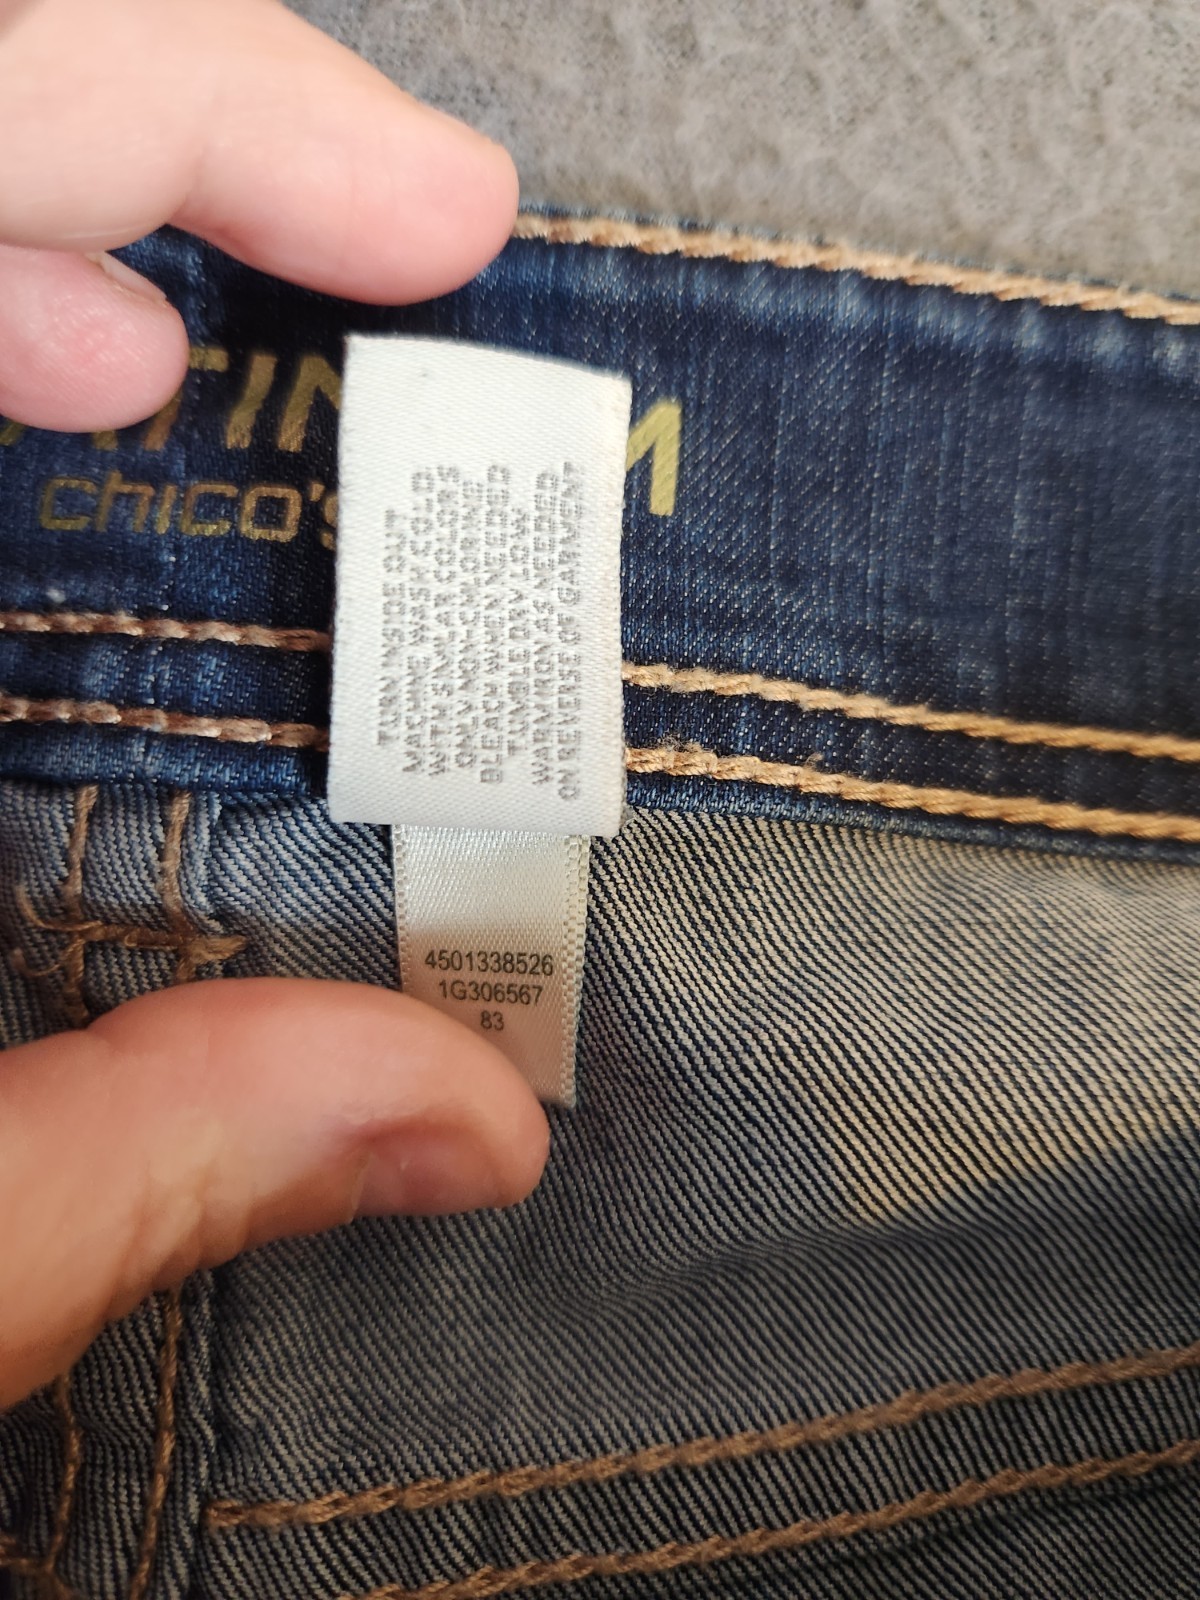 ATIN M
chico's
TURN INSIDE OUT
MACHINE WASH COLD
WITH SIMILAR COLORS
ONLY NON-CHLORINE
BLEACH WHEN NEEDED
TUMBLE DRY LOW
WARM IRON AS NEEDED
ON REVERSE OF GARMENT
4501338526
1G306567
83